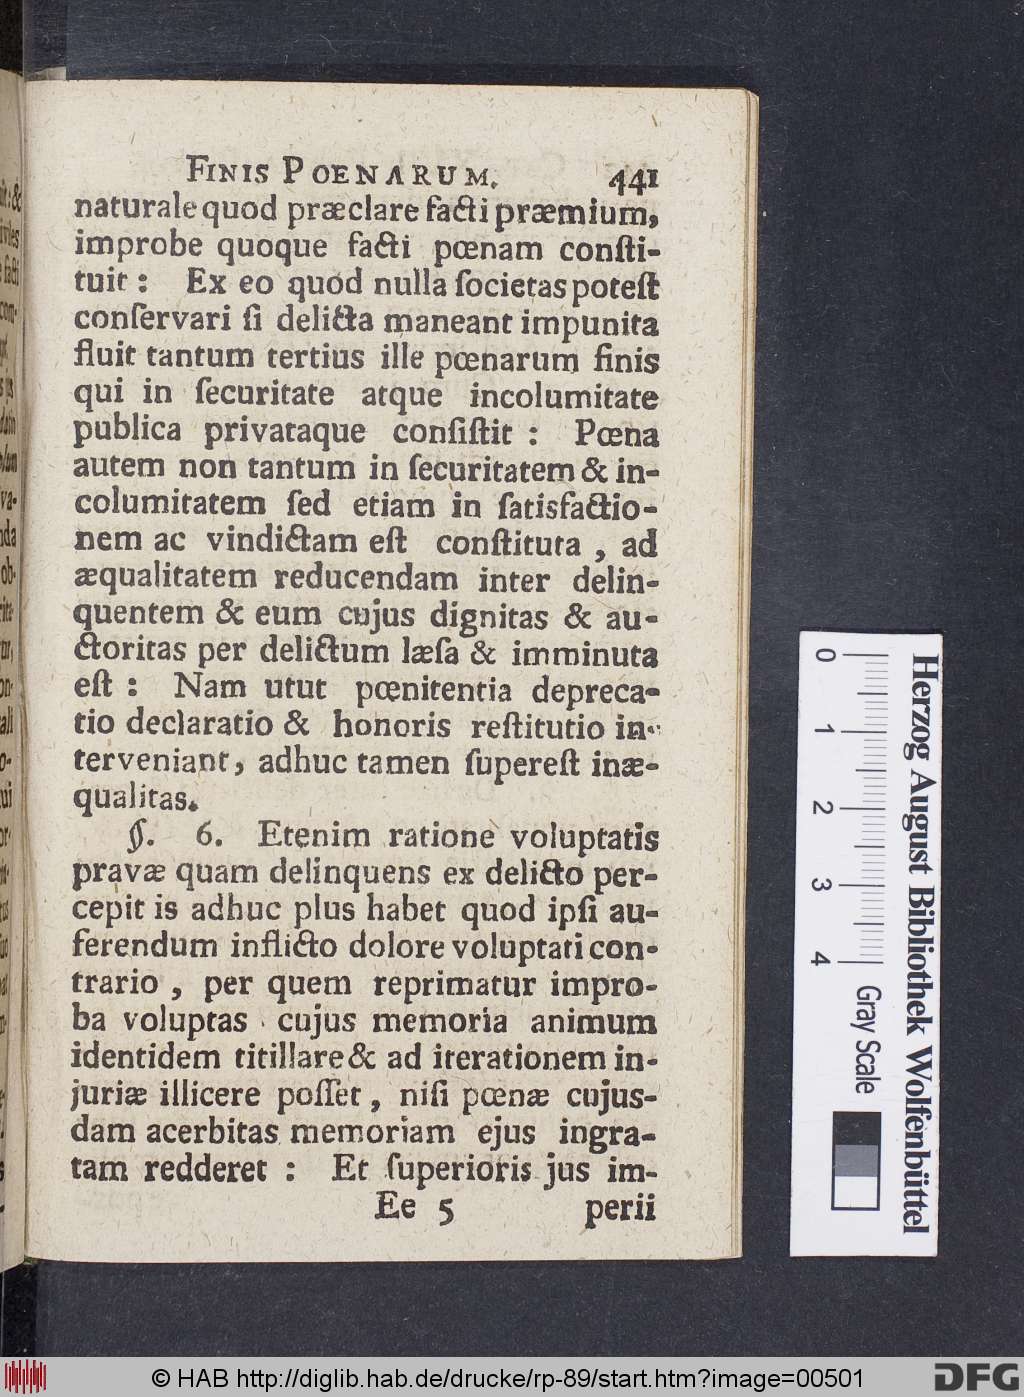 FINIS POENARUM. 441
naturale quod præclare facti præmium,
improbe quoque facti pœnam conſti-
tuit : Ex eo quòd nulla ſocietas poteſt
conſervari ſi delicta maneant impunita
fluit tantum tertius ille pœnarum finis
qui in ſecuritate atque incolumitate
publica privataque conſiſtit : Pœna
autem non tantum in ſecuritatem & in-
columitatem ſed etiam in ſatisfactio-
nem ac vindictam eſt conſtituta , ad
æqualitatem reducendam inter delin-
quentem & eum cujus dignitas & au-
ctoritas per delictum læſa & imminuta
eſt : Nam utut pœnitentia depreca-
tio declaratio & honoris reſtitutio in-
terveniant, adhuc tamen ſupereſt inæ-
qualitas.
§. 6. Etenim ratione voluptatis
pravæ quam delinquens ex delicto per-
cepit is adhuc plus habet quod ipſi au-
ferendum inflicto dolore voluptati con-
trario , per quem reprimatur impro-
ba voluptas cujus memoria animum
identidem titillare & ad iterationem in-
juriæ illicere poſſet, niſi pœnæ cujus-
dam acerbitas memoriam ejus ingra-
tam redderet : Et ſuperioris jus im-
Ee 5 perii
0 1 2 3 4 Gray Scale
Herzog August Bibliothek Wolfenbüttel
© HAB http://diglib.hab.de/drucke/rp-89/start.htm?image=00501
DFG